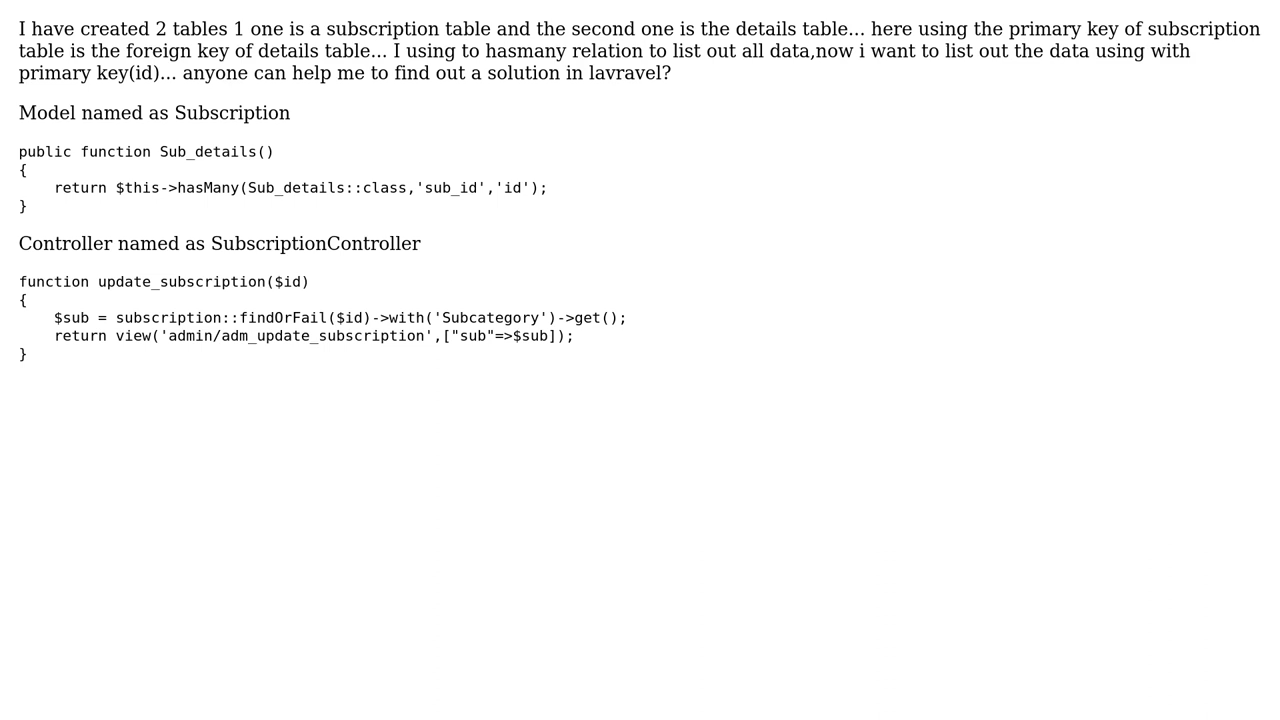 I have created 2 tables 1 one is a subscription table and the second one is the details table... here using the primary key of subscription
table is the foreign key of details table... I using to hasmany relation to list out all data,now i want to list out the data using with
primary key(id)... anyone can help me to find out a solution in lavravel?
Model named as Subscription
public function Sub_details()
{
    return $this->hasMany(Sub_details::class,'sub_id','id');
}
Controller named as SubscriptionController
function update_subscription($id)
{
    $sub = subscription::findOrFail($id)->with('Subcategory')->get();
    return view('admin/adm_update_subscription',["sub"=>$sub]);
}